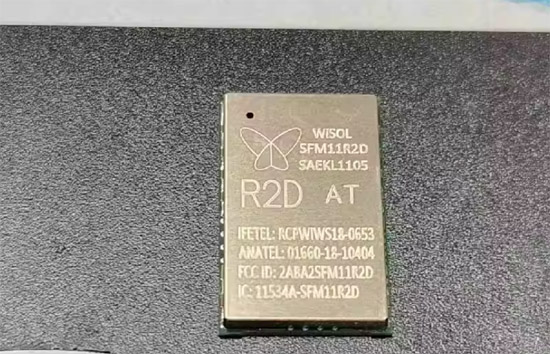 WISOL
SFM11R2D
SAEKL1105
R2D AT
IFETEL: RCPWIWS18-0653
ANATEL: 01660-18-10404
FCC ID: 2ABA2SFM11R2D
IC: 11534A-SFM11R2D